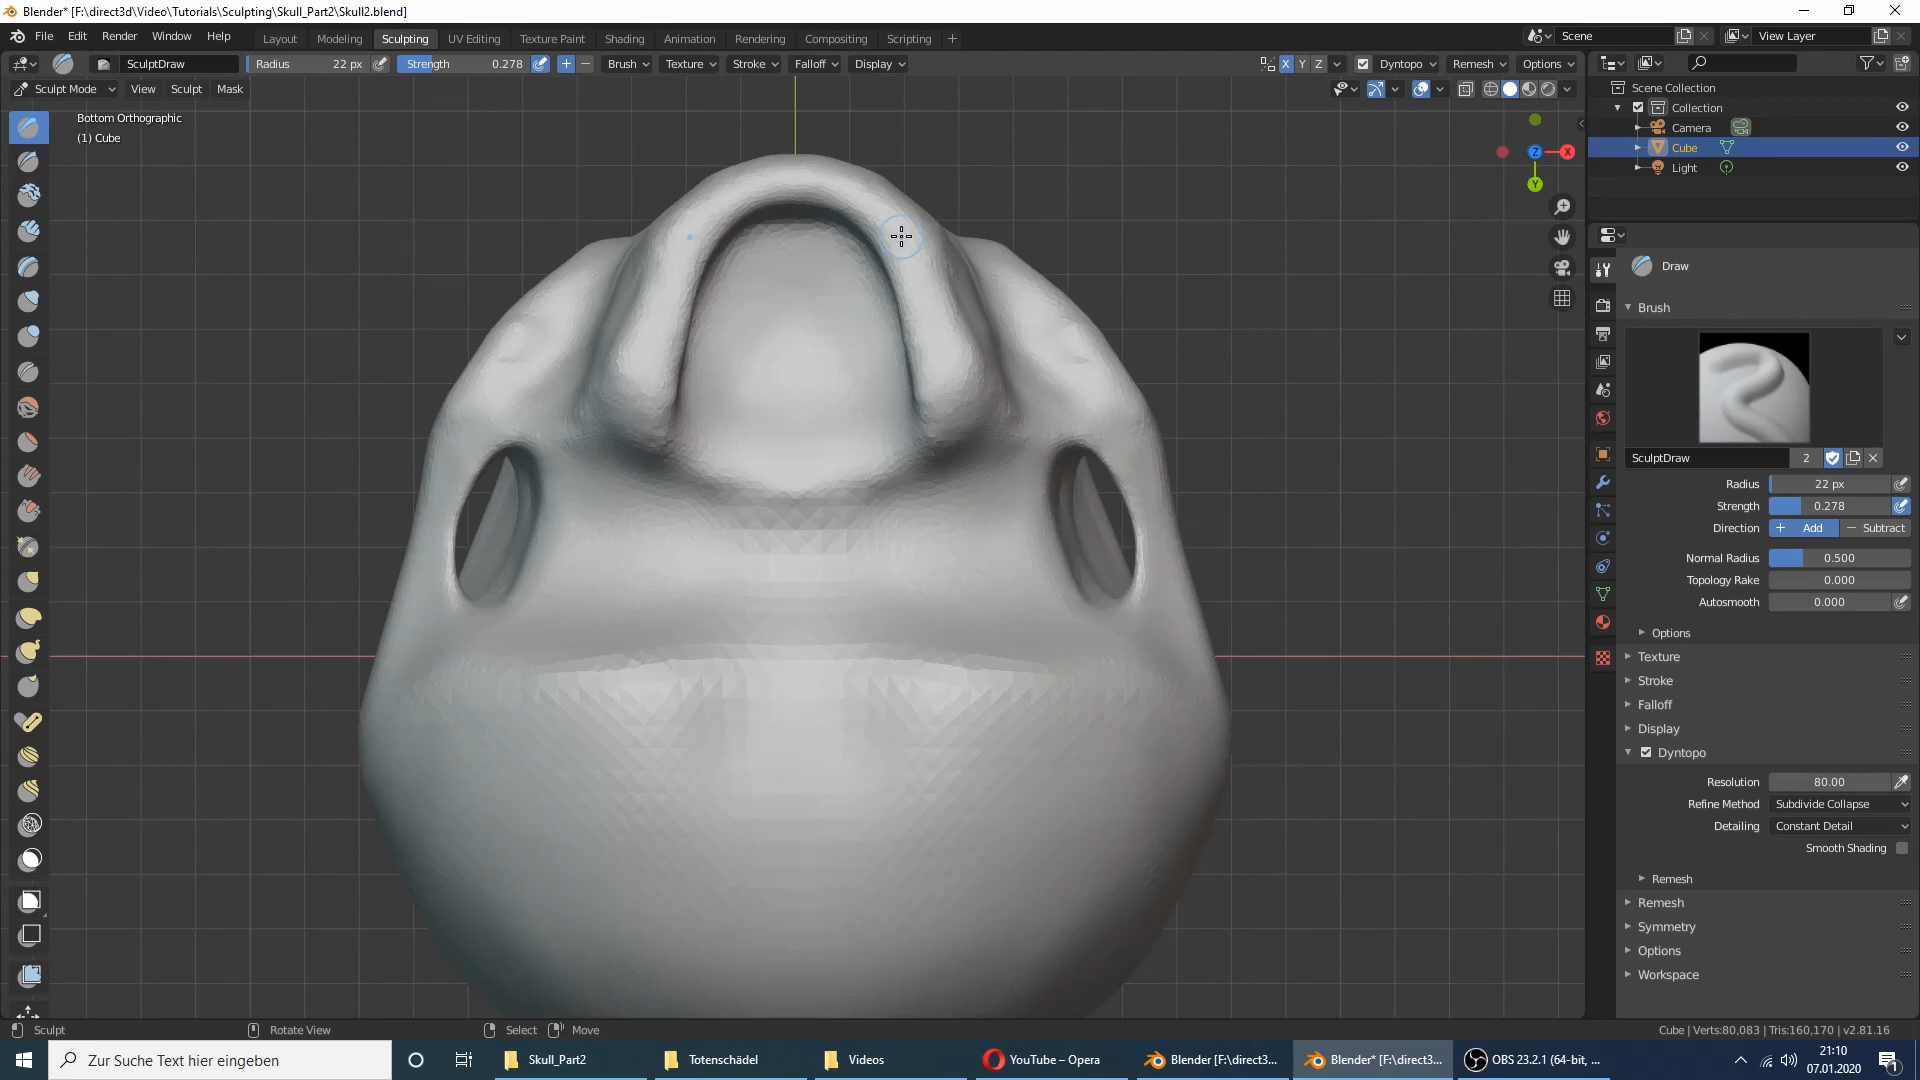 Blender* [F:\direct3d\Video\Tutorials\Sculpting\Skull_Part2\Skull2.blend]
File Edit Render Window Help
Layout Modeling Sculpting UV Editing Texture Paint Shading Animation Rendering Compositing Scripting +
Scene
View Layer
SculptDraw Radius 22 px Strength 0.278 Brush Texture Stroke Falloff Display
X Y Z Dyntopo Remesh Options
Sculpt Mode View Sculpt Mask
Bottom Orthographic
(1) Cube
Z X
Y
Scene Collection
Collection
Camera
Cube
Light
Draw
Brush
SculptDraw 2
Radius 22 px
Strength 0.278
Direction + Add − Subtract
Normal Radius 0.500
Topology Rake 0.000
Autosmooth 0.000
Options
Texture
Stroke
Falloff
Display
Dyntopo
Resolution 80.00
Refine Method Subdivide Collapse
Detailing Constant Detail
Smooth Shading
Remesh
Remesh
Symmetry
Options
Workspace
Sculpt Rotate View Select Move
Cube | Verts:80,083 | Tris:160,170 | v2.81.16
Zur Suche Text hier eingeben
Skull_Part2
Totenschädel
Videos
YouTube – Opera
Blender [F:\direct3...
Blender* [F:\direct3...
OBS 23.2.1 (64-bit, ...
21:10
07.01.2020
1